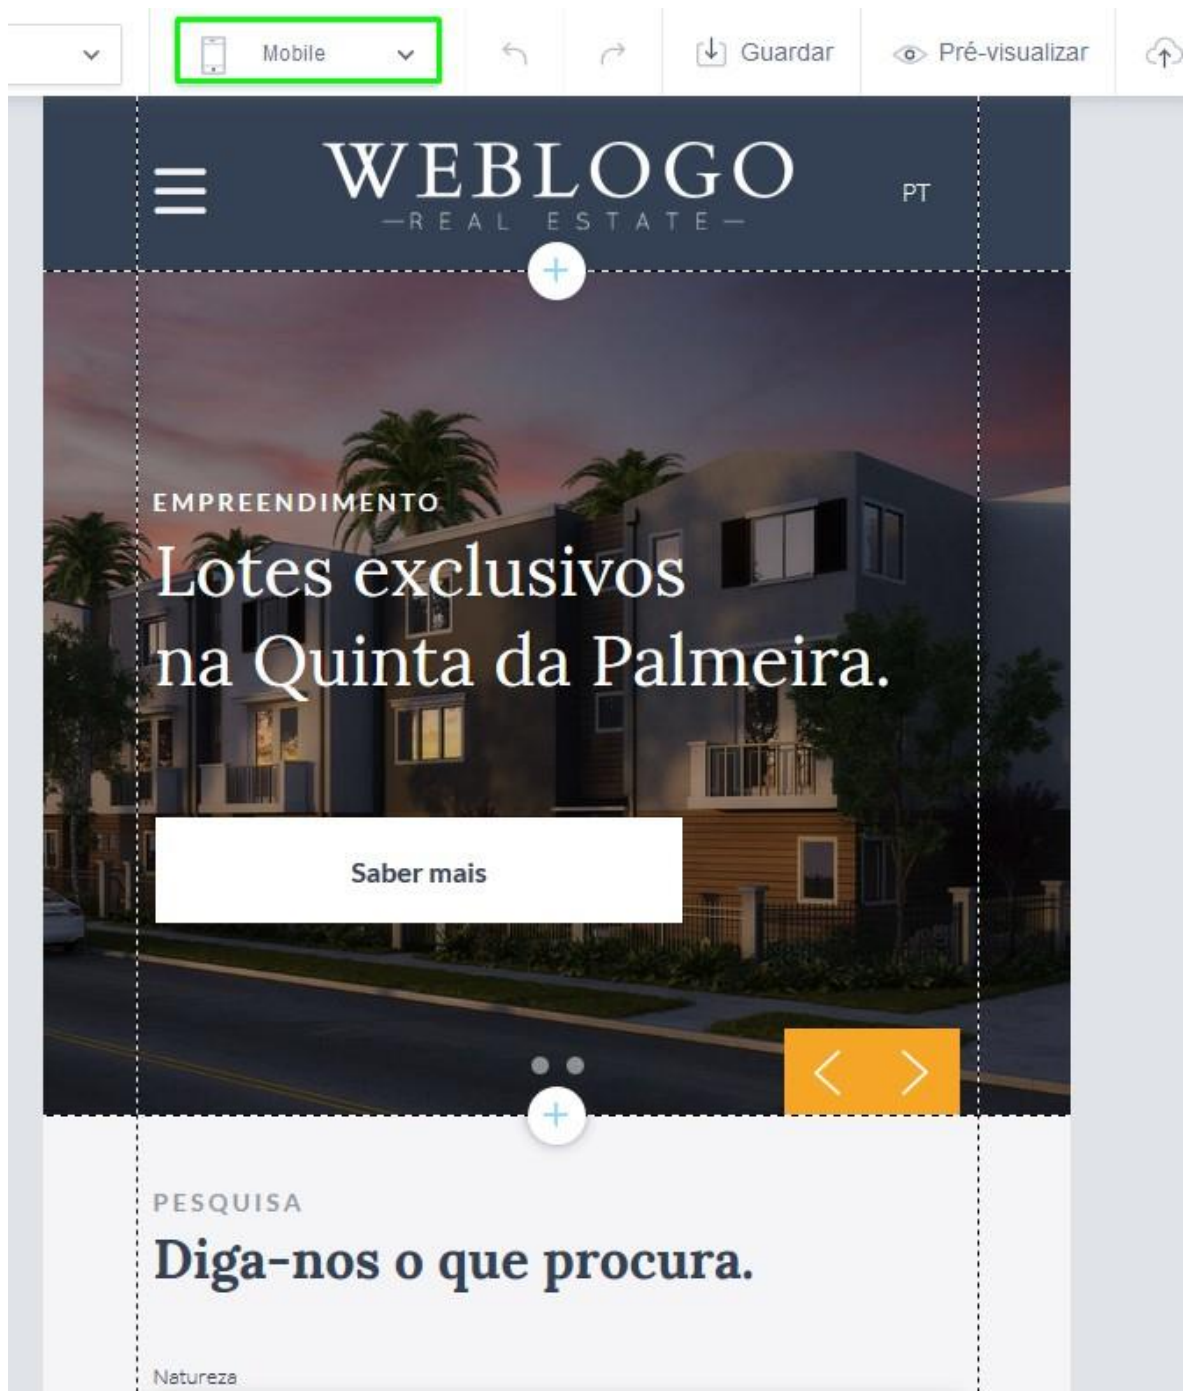 Mobile
Guardar
Pré-visualizar
WEBLOGO
PT
REAL ESTATE
EMPREENDIMENTO
Lotes exclusivos
na Quinta da Palmeira.
Saber mais
PESQUISA
Diga-nos o que procura.
Natureza